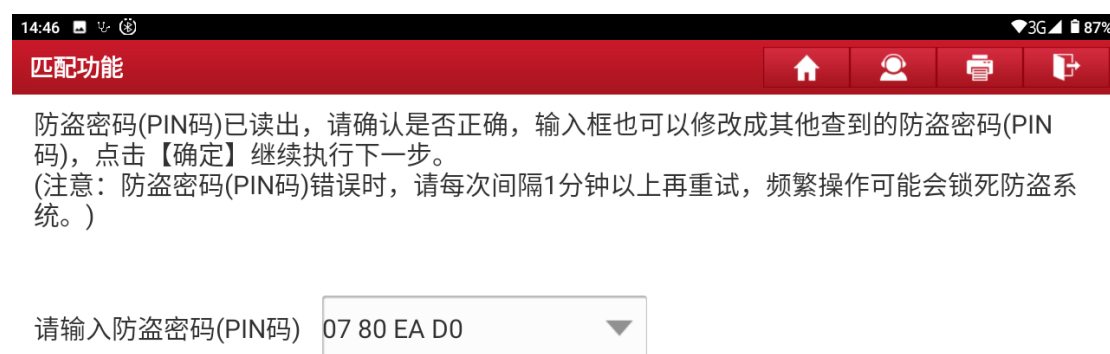 14:46 3G 87%
匹配功能
防盗密码(PIN码)已读出，请确认是否正确，输入框也可以修改成其他查到的防盗密码(PIN
码)，点击【确定】继续执行下一步。
(注意：防盗密码(PIN码)错误时，请每次间隔1分钟以上再重试，频繁操作可能会锁死防盗系
统。)
请输入防盗密码(PIN码) 07 80 EA D0